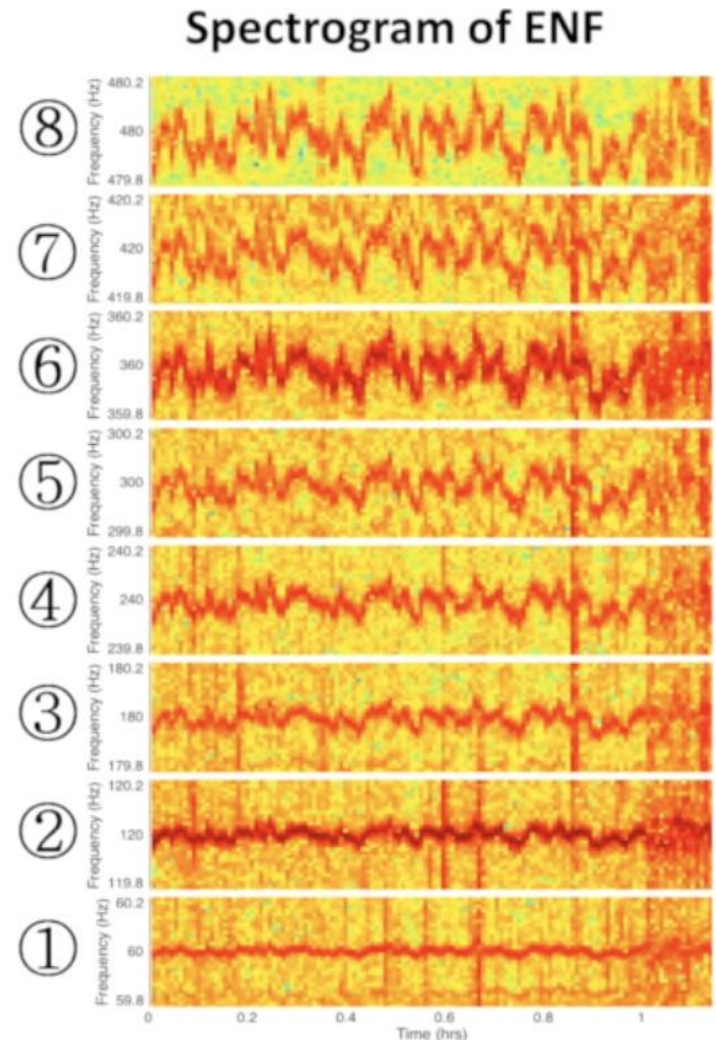 Spectrogram of ENF
⑧
Frequency (Hz)
480.2
480
479.8
⑦
Frequency (Hz)
420.2
420
419.8
⑥
Frequency (Hz)
360.2
360
359.8
⑤
Frequency (Hz)
300.2
300
299.8
④
Frequency (Hz)
240.2
240
239.8
③
Frequency (Hz)
180.2
180
179.8
②
Frequency (Hz)
120.2
120
119.8
①
Frequency (Hz)
60.2
60
59.8
0 0.2 0.4 0.6 0.8 1
Time (hrs)